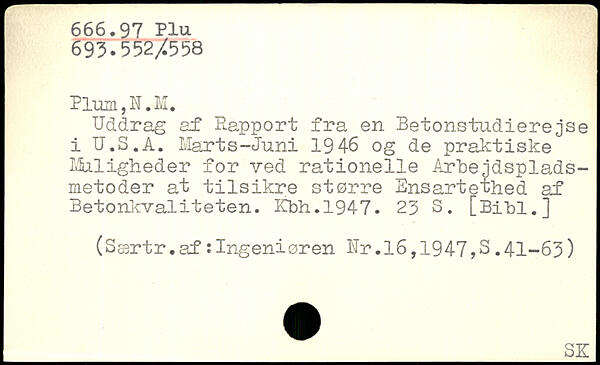 666.97 Plu
693.552/.558
Plum,N.M.
Uddrag af Rapport fra en Betonstudierejse
i U.S.A. Marts-Juni 1946 og de praktiske
Muligheder for ved rationelle Arbejdsplads-
metoder at tilsikre større Ensartethed af
Betonkvaliteten. Kbh.1947. 23 S. [Bibl.]
(Særtr.af:Ingeniøren Nr.16,1947,S.41-63)
SK